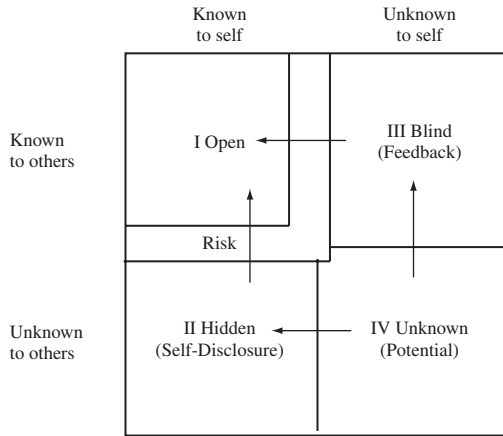 Known
to self
Unknown
to self
Known
to others
I Open
III Blind
(Feedback)
Risk
Unknown
to others
II Hidden
(Self-Disclosure)
IV Unknown
(Potential)